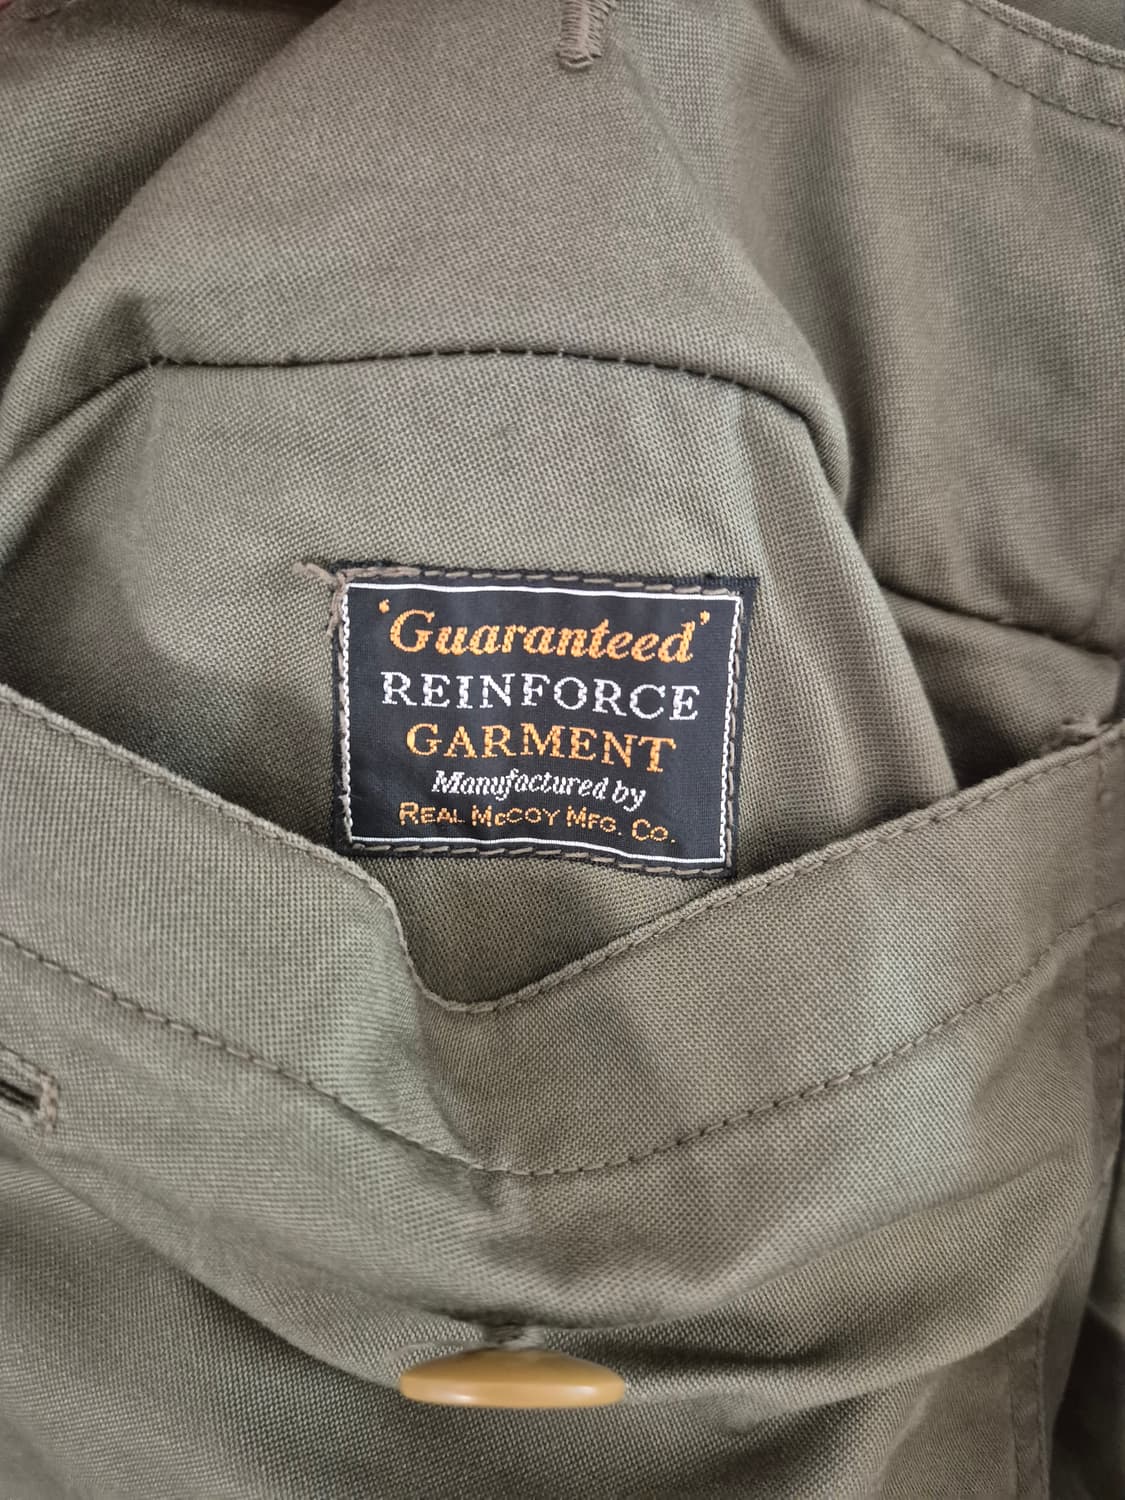 'Guaranteed'
REINFORCE
GARMENT
Manufactured by
REAL McCOY MFG. CO.